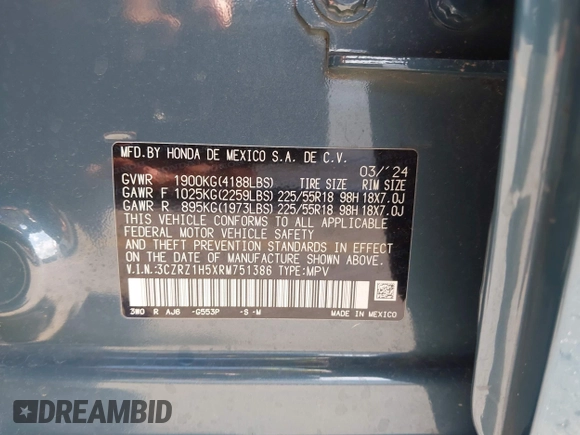 MFD.BY HONDA DE MEXICO S.A. DE C.V.
03/'24
GVWR 1900KG(4188LBS) TIRE SIZE RIM SIZE
GAWR F 1025KG(2259LBS) 225/55R18 98H 18X7.0J
GAWR R 895KG(1973LBS) 225/55R18 98H 18X7.0J
THIS VEHICLE CONFORMS TO ALL APPLICABLE
FEDERAL MOTOR VEHICLE SAFETY
AND THEFT PREVENTION STANDARDS IN EFFECT
ON THE DATE OF MANUFACTURE SHOWN ABOVE.
V.I.N.:3CZRZ1H5XRM751386 TYPE:MPV
3W0 R AJ6 -G553P -S -M MADE IN MEXICO
DREAMBID